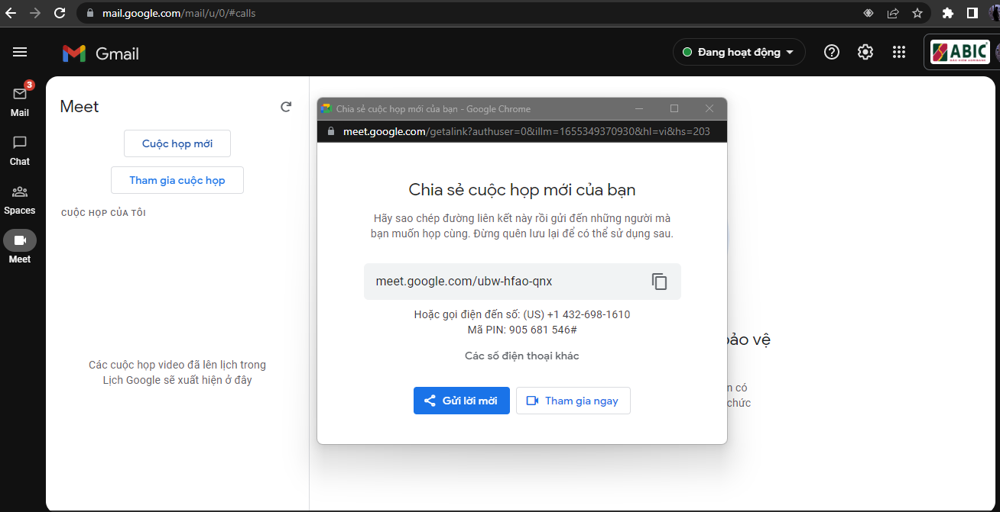 mail.google.com/mail/u/0/#calls
Gmail
Đang hoạt động
ABIC
3
Mail
Chat
Spaces
Meet
Meet
Cuộc họp mới
Tham gia cuộc họp
CUỘC HỌP CỦA TÔI
Các cuộc họp video đã lên lịch trong
Lịch Google sẽ xuất hiện ở đây
Chia sẻ cuộc họp mới của bạn - Google Chrome
meet.google.com/getalink?authuser=0&illm=1655349370930&hl=vi&hs=203
Chia sẻ cuộc họp mới của bạn
Hãy sao chép đường liên kết này rồi gửi đến những người mà
bạn muốn họp cùng. Đừng quên lưu lại để có thể sử dụng sau.
meet.google.com/ubw-hfao-qnx
Hoặc gọi điện đến số: (US) +1 432-698-1610
Mã PIN: 905 681 546#
Các số điện thoại khác
Gửi lời mời
Tham gia ngay
bảo vệ
n có
chức